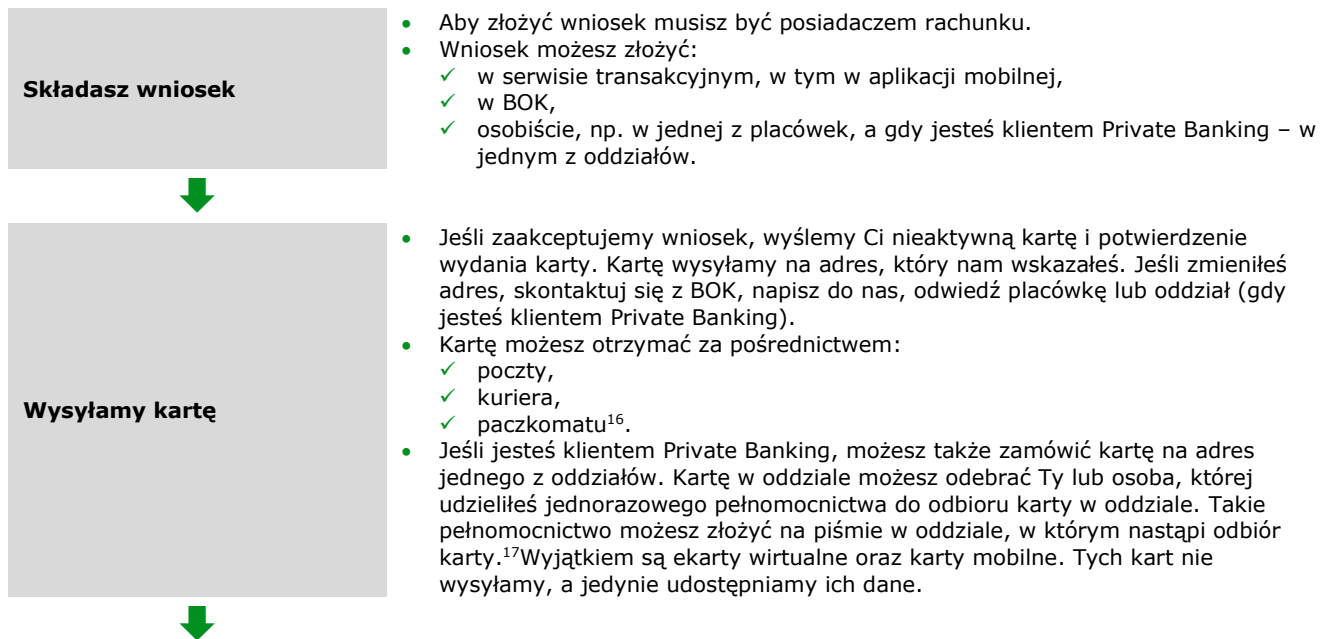 Składasz wniosek
• Aby złożyć wniosek musisz być posiadaczem rachunku.
• Wniosek możesz złożyć:
✓ w serwisie transakcyjnym, w tym w aplikacji mobilnej,
✓ w BOK,
✓ osobiście, np. w jednej z placówek, a gdy jesteś klientem Private Banking – w
jednym z oddziałów.
Wysyłamy kartę
• Jeśli zaakceptujemy wniosek, wyślemy Ci nieaktywną kartę i potwierdzenie
wydania karty. Kartę wysyłamy na adres, który nam wskazałeś. Jeśli zmieniłeś
adres, skontaktuj się z BOK, napisz do nas, odwiedź placówkę lub oddział (gdy
jesteś klientem Private Banking).
• Kartę możesz otrzymać za pośrednictwem:
✓ poczty,
✓ kuriera,
✓ paczkomatu¹⁶.
• Jeśli jesteś klientem Private Banking, możesz także zamówić kartę na adres
jednego z oddziałów. Kartę w oddziale możesz odebrać Ty lub osoba, której
udzieliłeś jednorazowego pełnomocnictwa do odbioru karty w oddziale. Takie
pełnomocnictwo możesz złożyć na piśmie w oddziale, w którym nastąpi odbiór
karty.¹⁷Wyjątkiem są ekarty wirtualne oraz karty mobilne. Tych kart nie
wysyłamy, a jedynie udostępniamy ich dane.